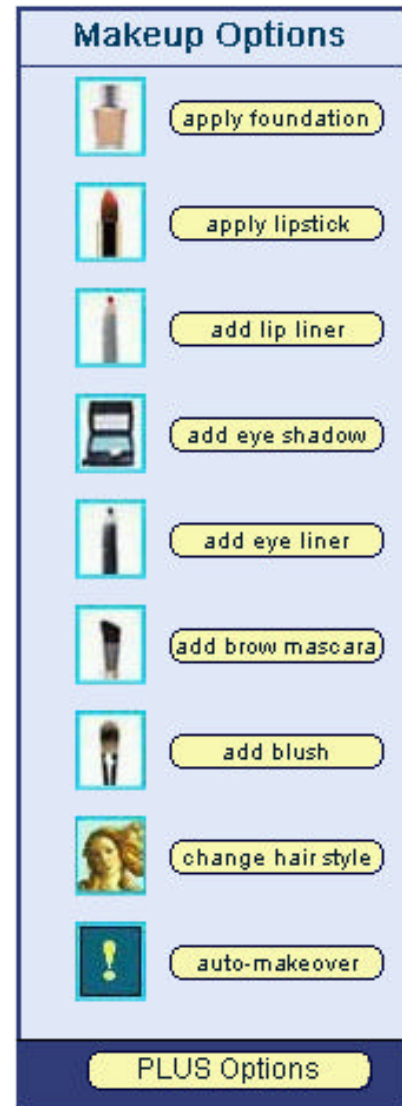 Makeup Options
apply foundation
apply lipstick
add lip liner
add eye shadow
add eye liner
add brow mascara
add blush
change hair style
!
auto-makeover
PLUS Options